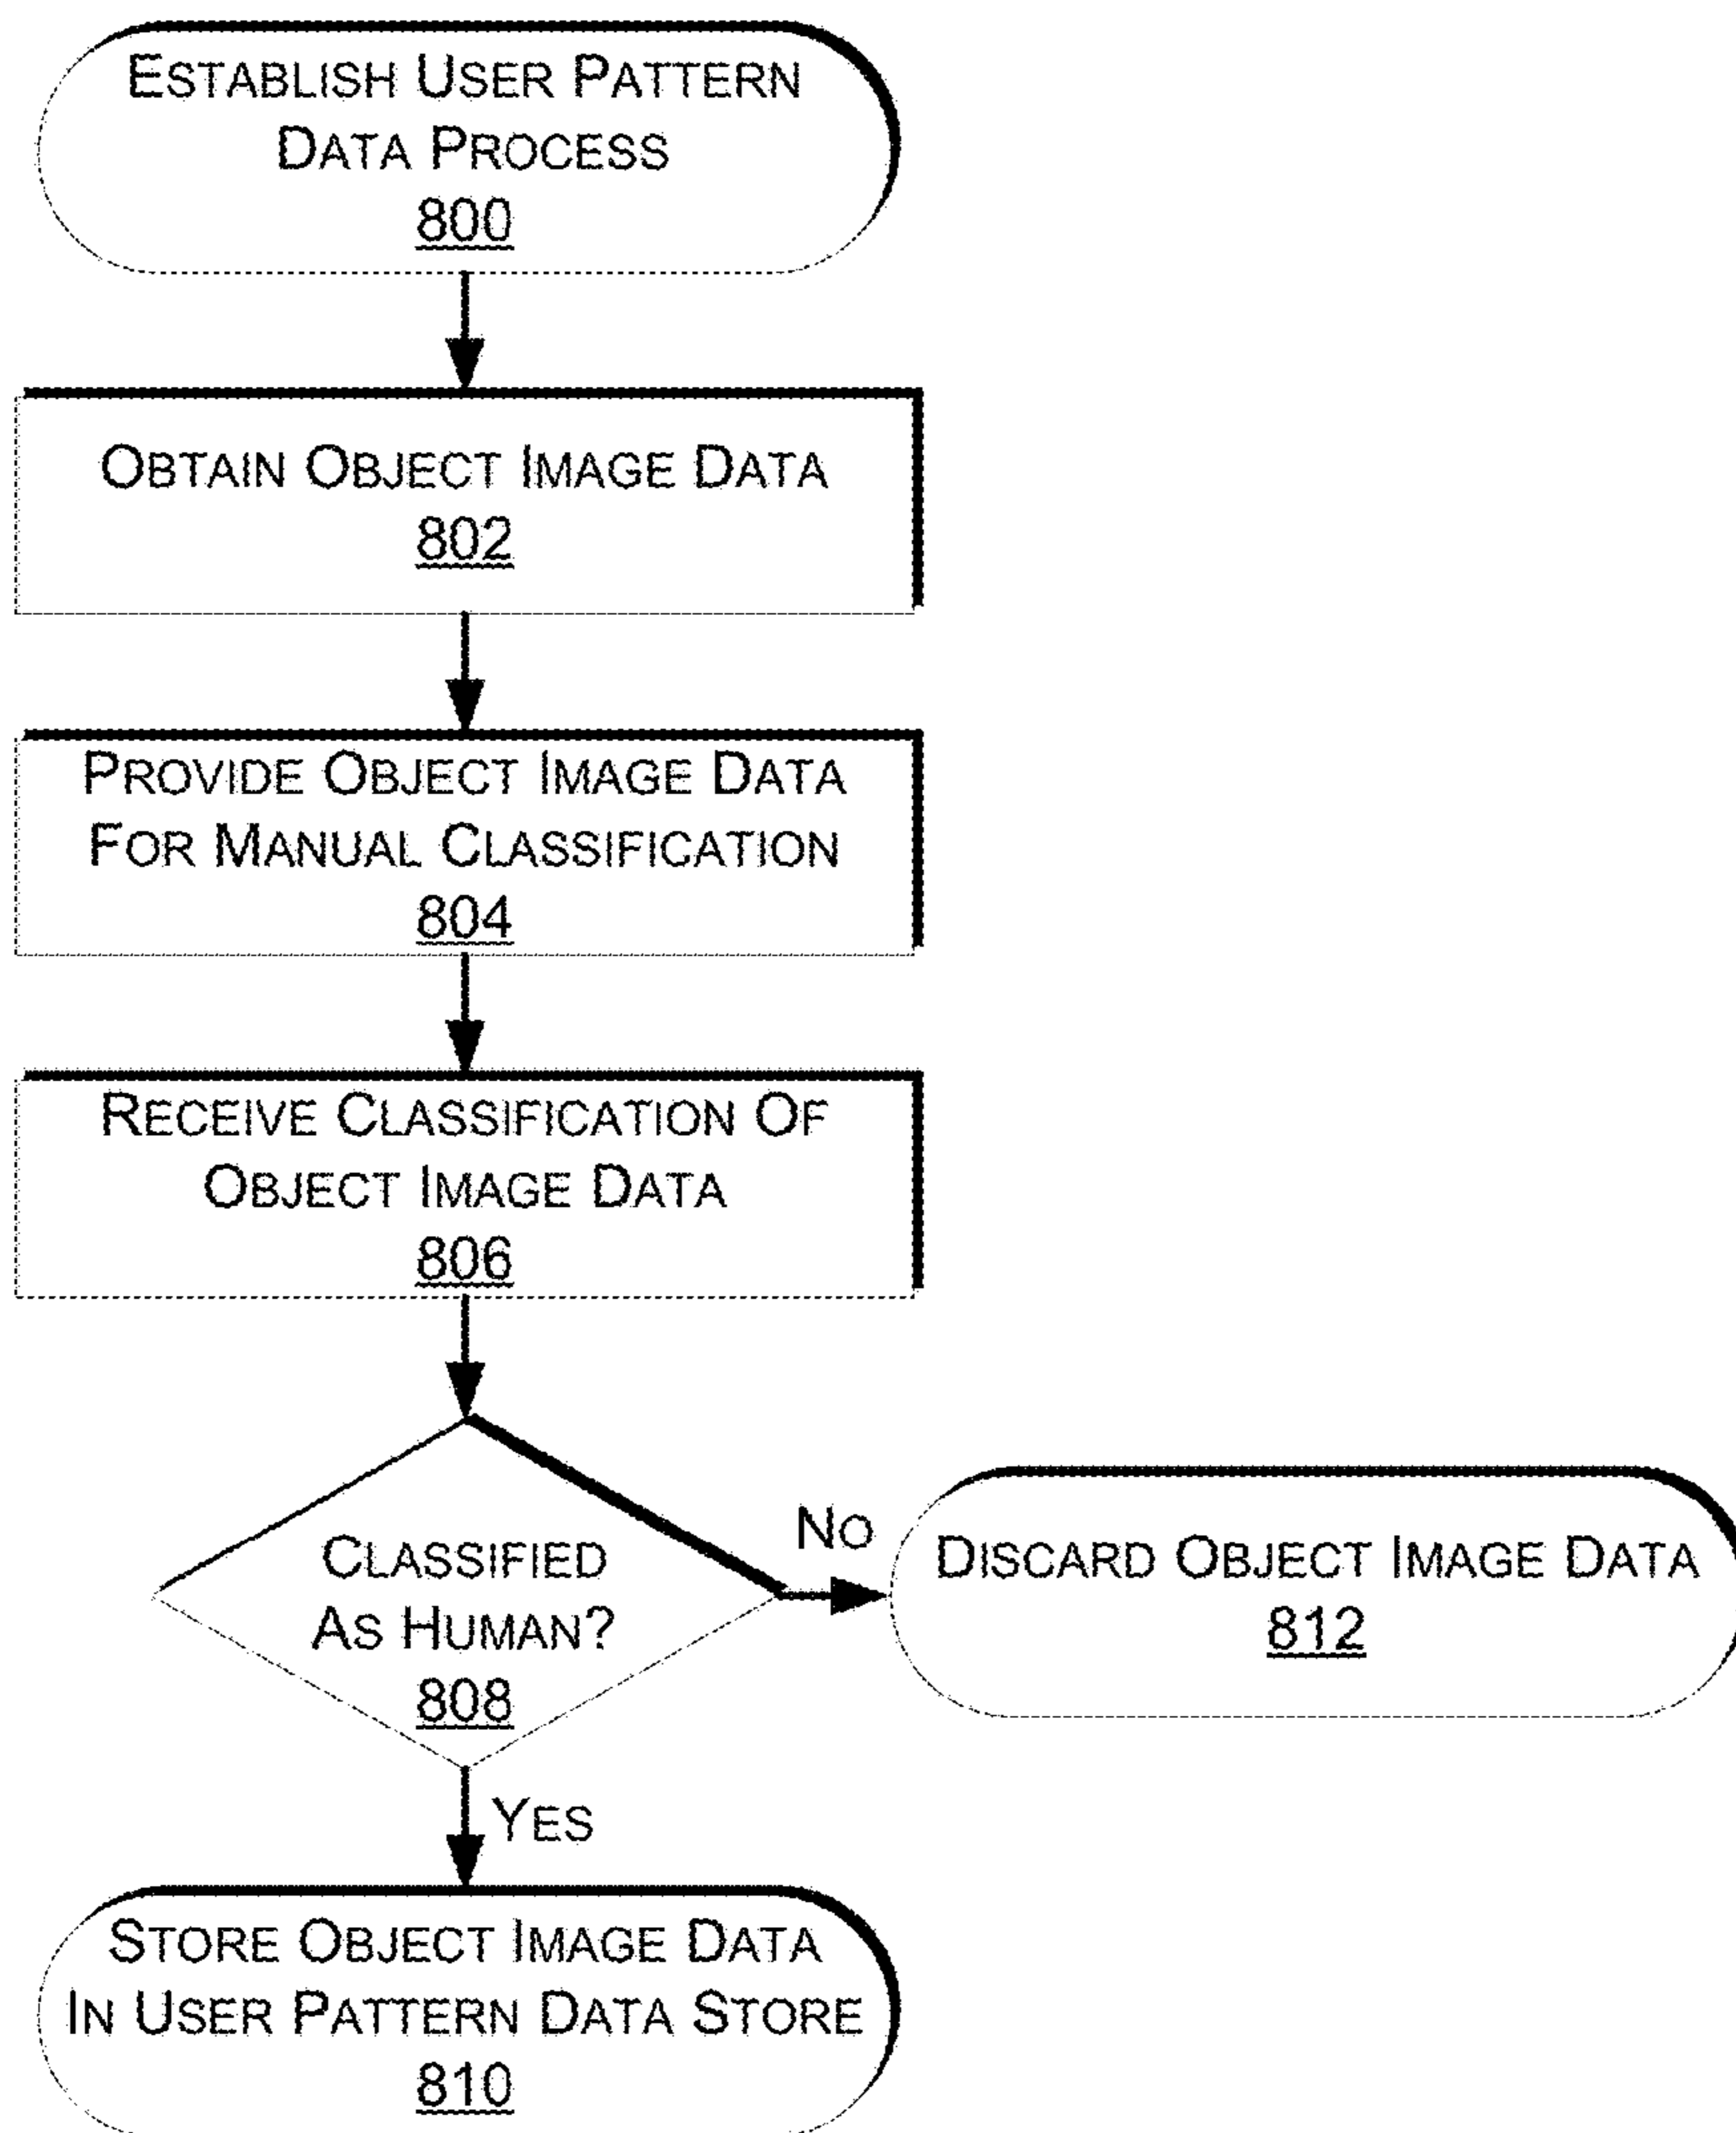 ESTABLISH USER PATTERN
DATA PROCESS
800
OBTAIN OBJECT IMAGE DATA
802
PROVIDE OBJECT IMAGE DATA
FOR MANUAL CLASSIFICATION
804
RECEIVE CLASSIFICATION OF
OBJECT IMAGE DATA
806
CLASSIFIED
AS HUMAN?
808
NO
DISCARD OBJECT IMAGE DATA
812
YES
STORE OBJECT IMAGE DATA
IN USER PATTERN DATA STORE
810